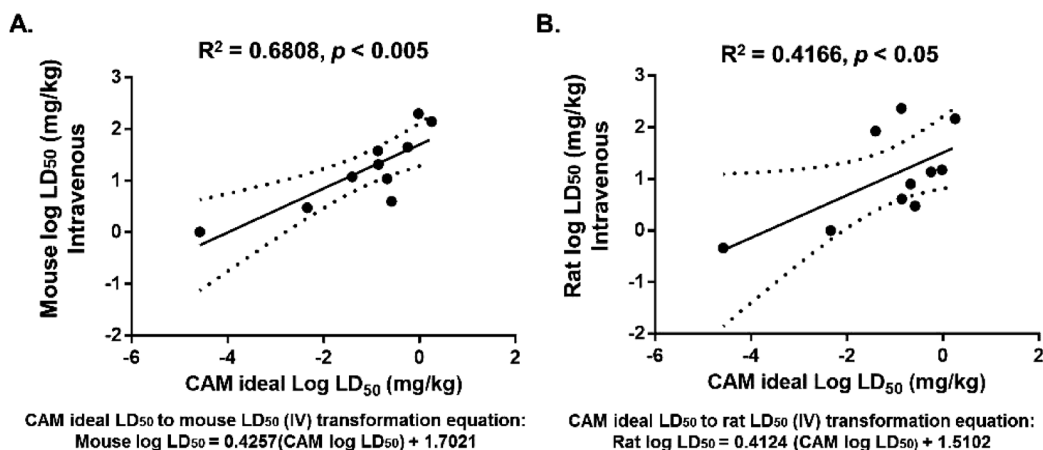 A.
R² = 0.6808, p < 0.005
Mouse log LD₅₀ (mg/kg)
Intravenous
3
2
1
0
-1
-2
-6
-4
-2
0
2
CAM ideal Log LD₅₀ (mg/kg)
CAM ideal LD₅₀ to mouse LD₅₀ (IV) transformation equation:
Mouse log LD₅₀ = 0.4257(CAM log LD₅₀) + 1.7021
B.
R² = 0.4166, p < 0.05
Rat log LD₅₀ (mg/kg)
Intravenous
3
2
1
0
-1
-2
-6
-4
-2
0
2
CAM ideal Log LD₅₀ (mg/kg)
CAM ideal LD₅₀ to rat LD₅₀ (IV) transformation equation:
Rat log LD₅₀ = 0.4124 (CAM log LD₅₀) + 1.5102